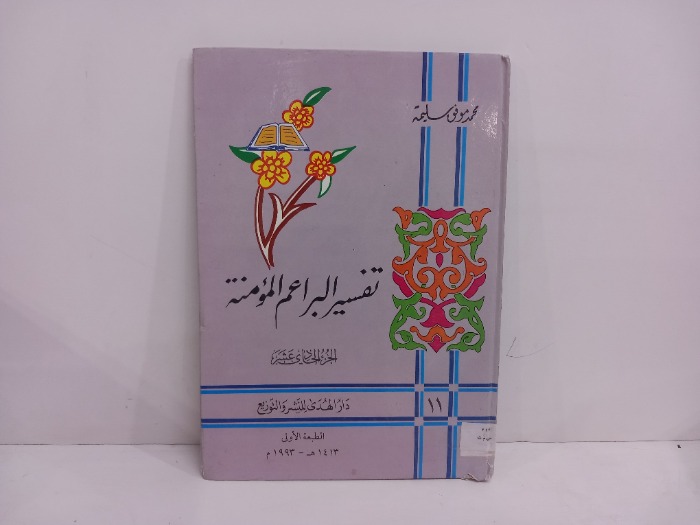 محمد موفق سليمة
تفسير البراعم المؤمنة
الجزء الحادي عشر
١١
دار الهدى للنشر والتوزيع
الطبعة الأولى
١٤١٣ هـ - ١٩٩٣ م